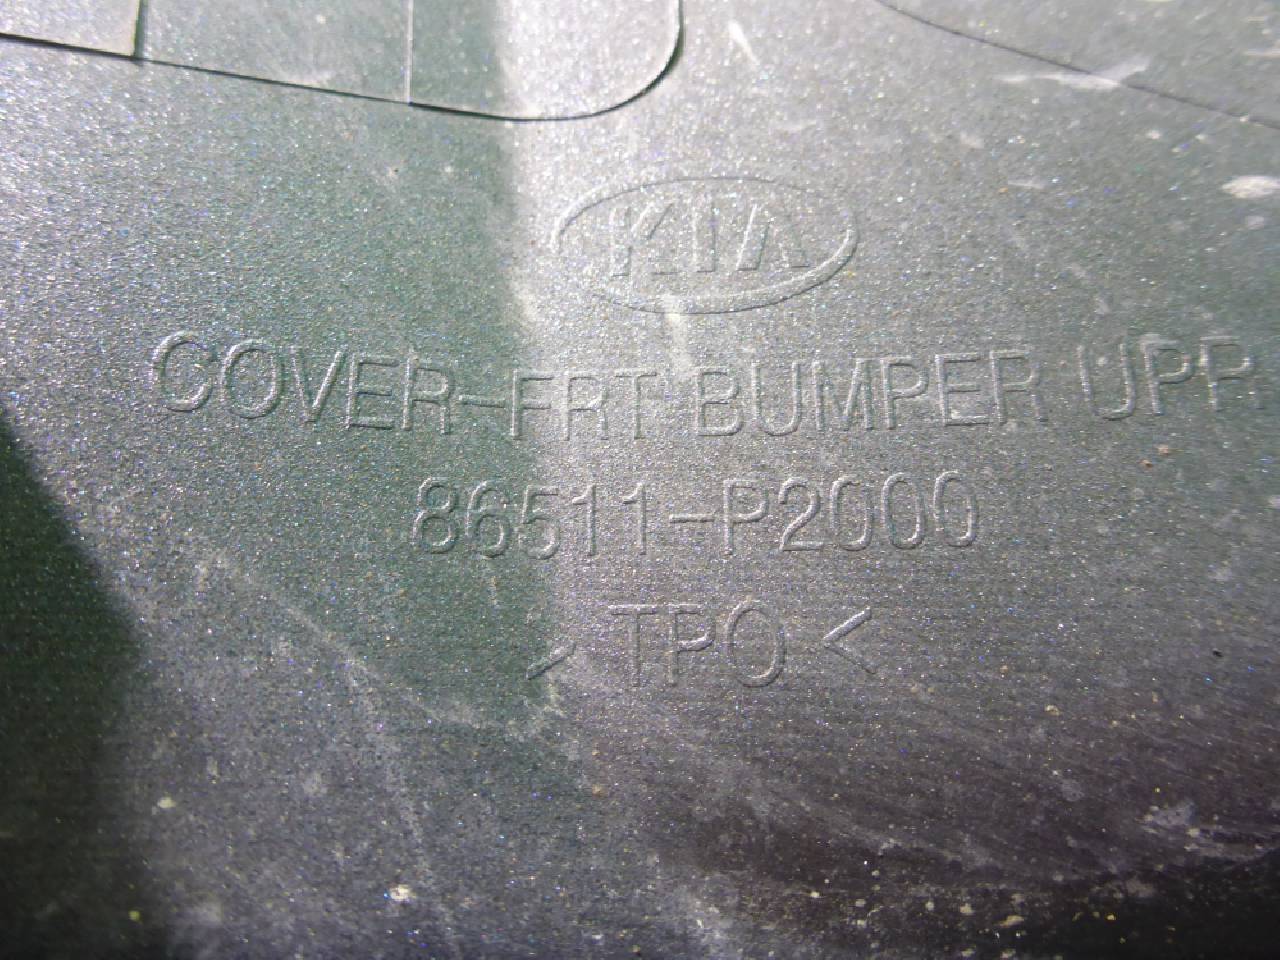 KIA
COVER-FRT BUMPER UPR
86511-P2000
> TPO <